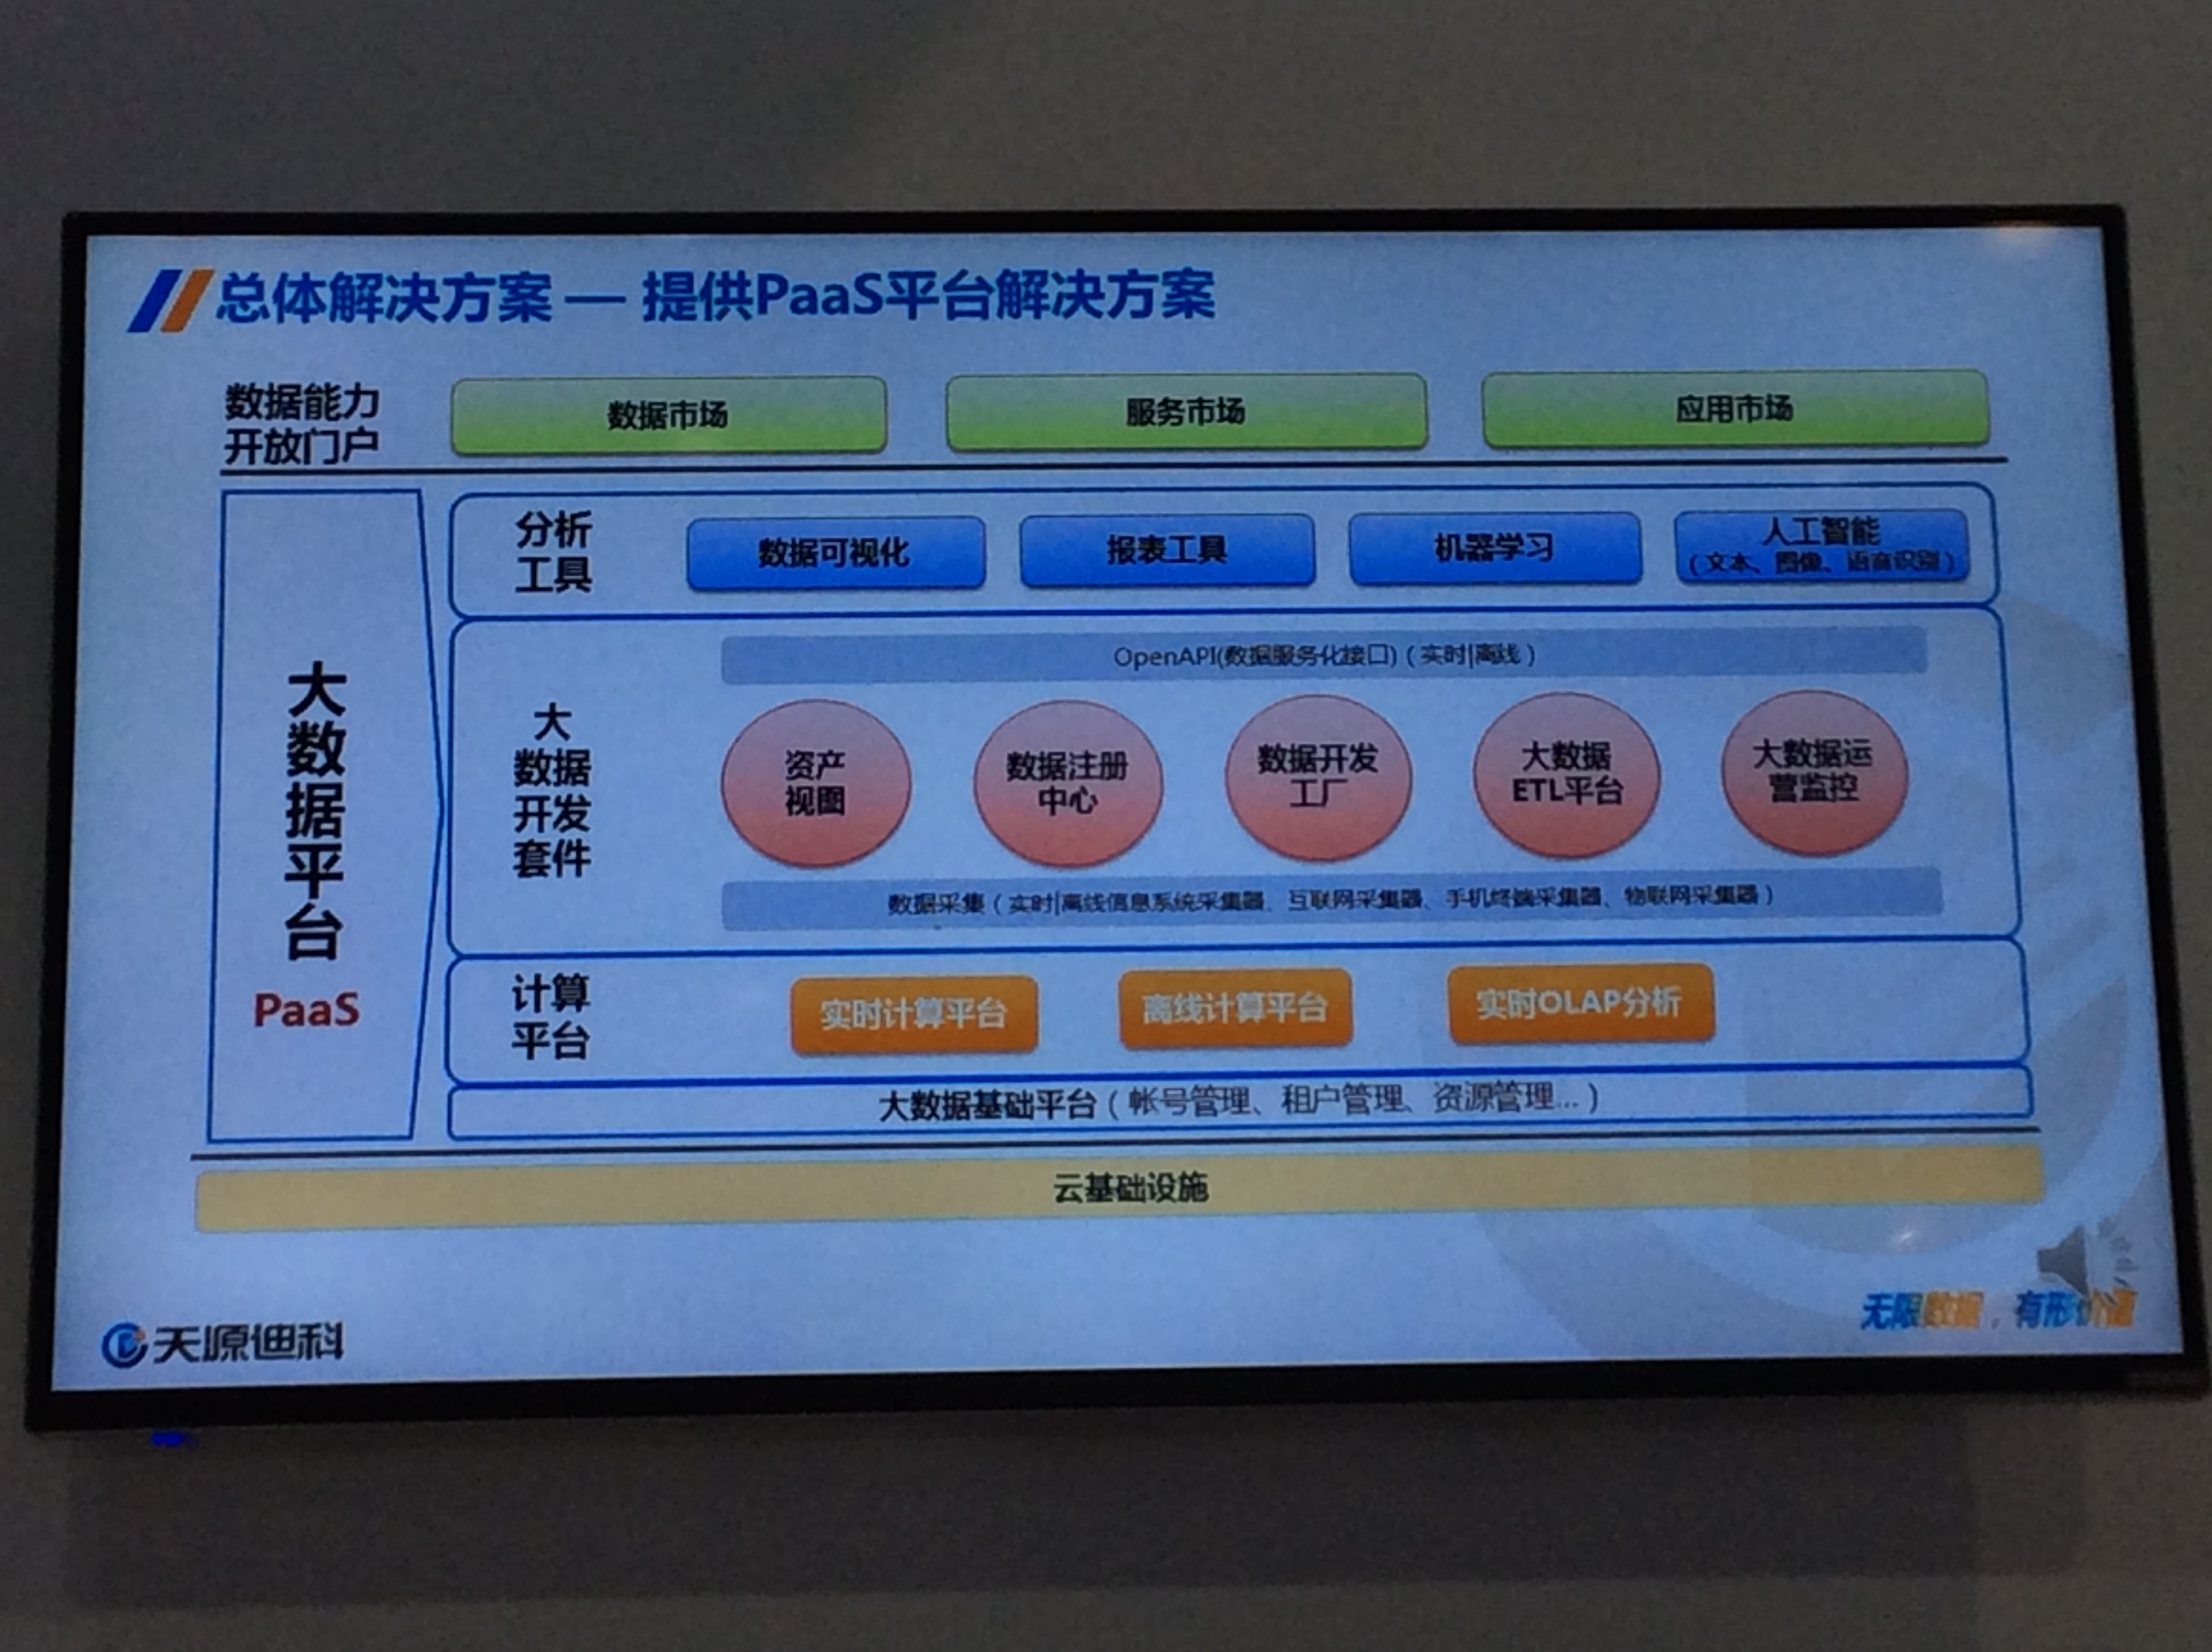 总体解决方案 — 提供PaaS平台解决方案
数据能力
开放门户
数据市场
服务市场
应用市场
大数据平台
PaaS
分析
工具
数据可视化
报表工具
机器学习
人工智能
（文本、图像、语音识别）
大
数据
开发
套件
OpenAPI(数据服务化接口)（实时|离线）
资产
视图
数据注册
中心
数据开发
工厂
大数据
ETL平台
大数据运
营监控
数据采集（实时|离线信息系统采集器、互联网采集器、手机终端采集器、物联网采集器）
计算
平台
实时计算平台
离线计算平台
实时OLAP分析
大数据基础平台（帐号管理、租户管理、资源管理...）
云基础设施
天源迪科
无限数据，有形价值